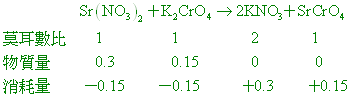 Sr(NO₃)₂ +K₂CrO₄ → 2KNO₃+SrCrO₄
莫耳數比 1 1 2 1
物質量 0.3 0.15 0 0
消耗量 −0.15 −0.15 +0.3 +0.15